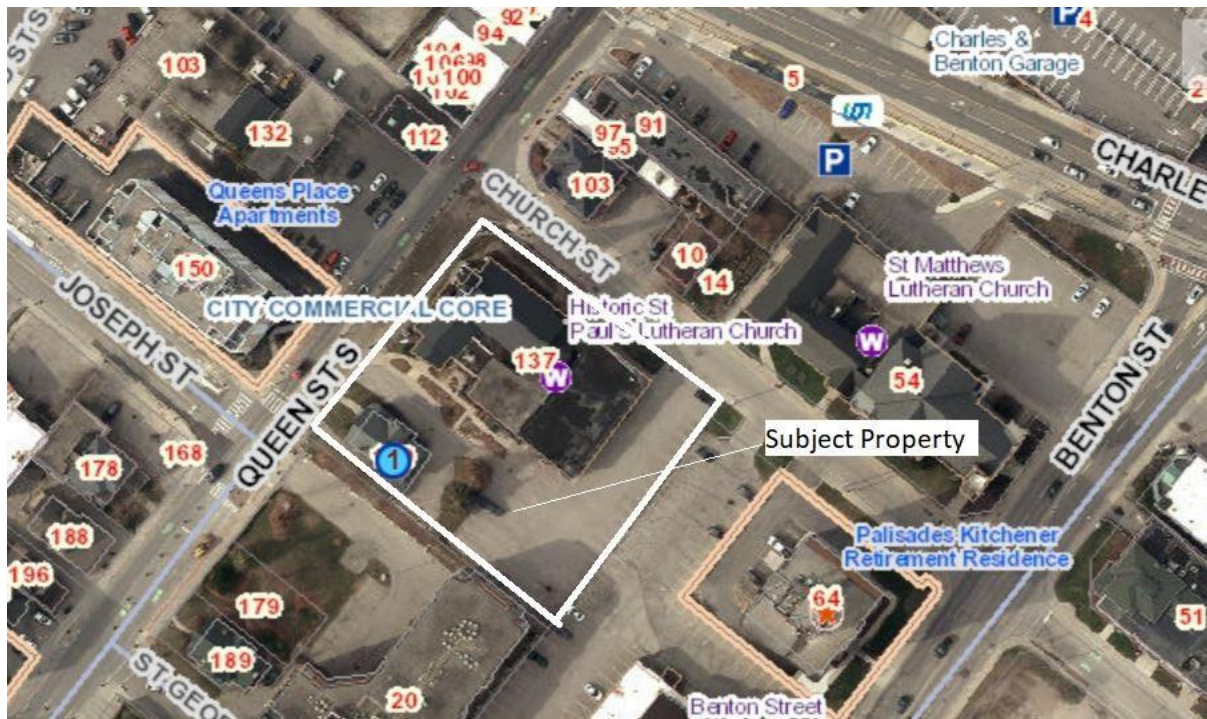 92
94
103
100
102
132
112
Queens Place
Apartments
150
CITY COMMERCIAL CORE
JOSEPH ST
QUEEN ST S
CHURCH ST
97
91
95
103
5
P
Charles &
Benton Garage
P
4
CHARLE
10
14
St Matthews
Lutheran Church
W
54
BENTON ST
Historic St
Paul'S Lutheran Church
137
W
1
Subject Property
178
168
188
196
179
189
ST.GEO
20
Palisades Kitchener
Retirement Residence
64
51
Benton Street